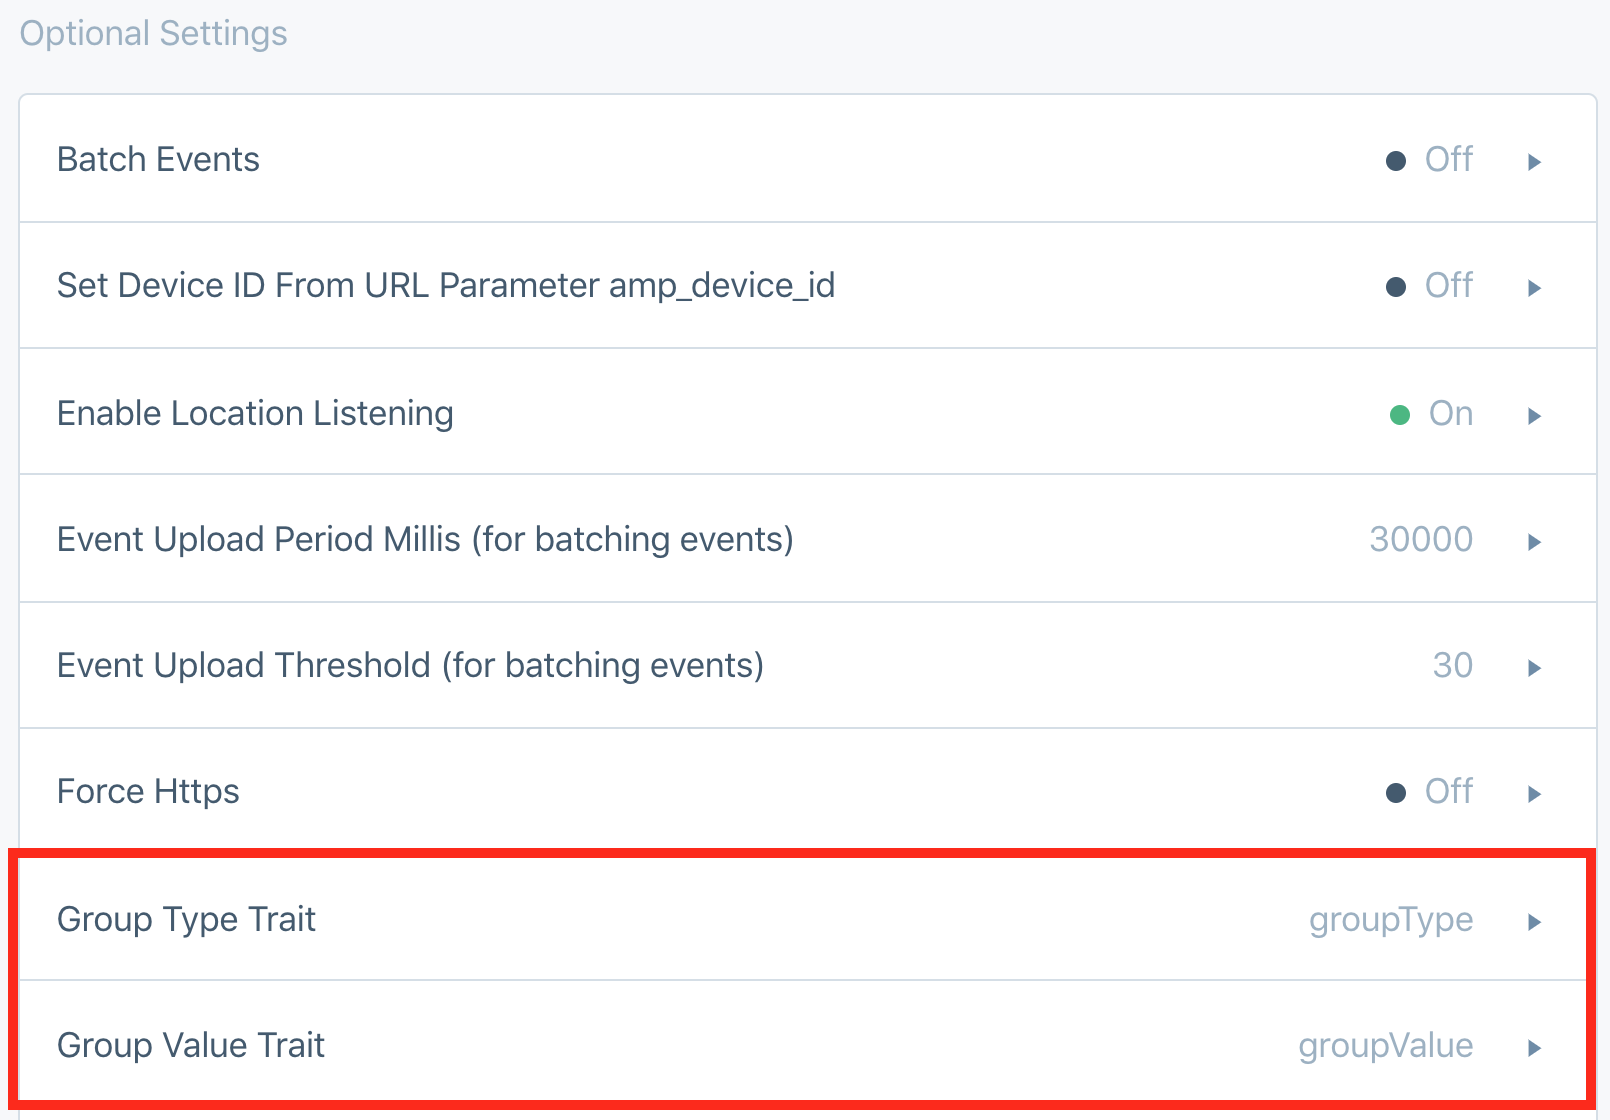 Optional Settings
Batch Events Off
Set Device ID From URL Parameter amp_device_id Off
Enable Location Listening On
Event Upload Period Millis (for batching events) 30000
Event Upload Threshold (for batching events) 30
Force Https Off
Group Type Trait groupType
Group Value Trait groupValue